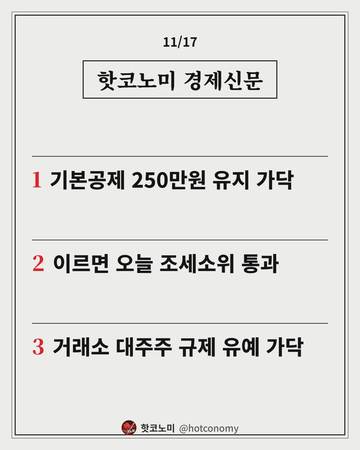 11/17
핫코노미 경제신문
1 기본공제 250만원 유지 가닥
2 이르면 오늘 조세소위 통과
3 거래소 대주주 규제 유예 가닥
핫코노미 @hotconomy